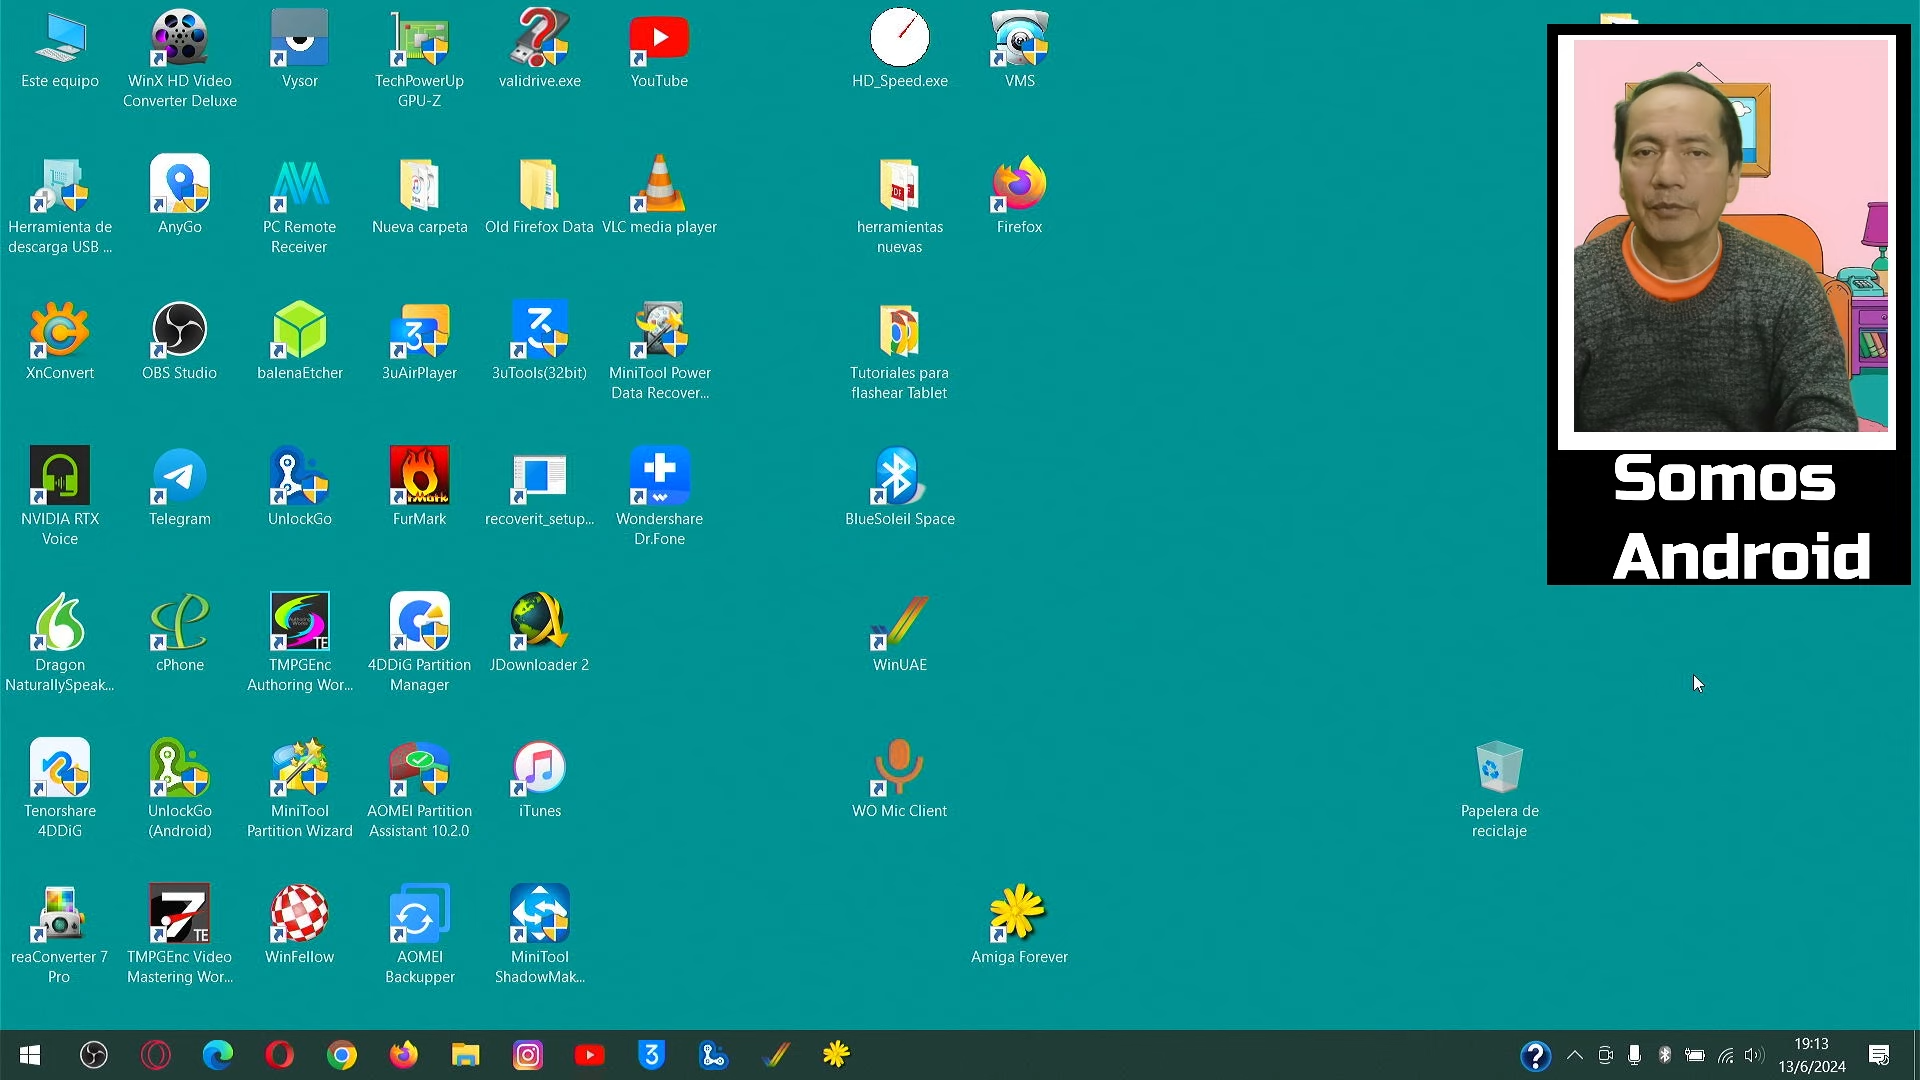 Este equipo
WinX HD Video
Converter Deluxe
Vysor
TechPowerUp
GPU-Z
validrive.exe
YouTube
HD_Speed.exe
VMS
Herramienta de
descarga USB ...
AnyGo
PC Remote
Receiver
Nueva carpeta
Old Firefox Data
VLC media player
herramientas
nuevas
Firefox
XnConvert
OBS Studio
balenaEtcher
3uAirPlayer
3uTools(32bit)
MiniTool Power
Data Recover...
Tutoriales para
flashear Tablet
NVIDIA RTX
Voice
Telegram
UnlockGo
FurMark
recoverit_setup...
Wondershare
Dr.Fone
BlueSoleil Space
Somos
Android
Dragon
NaturallySpeak...
cPhone
TMPGEnc
Authoring Wor...
4DDiG Partition
Manager
JDownloader 2
WinUAE
Tenorshare
4DDiG
UnlockGo
(Android)
MiniTool
Partition Wizard
AOMEI Partition
Assistant 10.2.0
iTunes
WO Mic Client
Papelera de
reciclaje
reaConverter 7
Pro
TMPGEnc Video
Mastering Wor...
WinFellow
AOMEI
Backupper
MiniTool
ShadowMak...
Amiga Forever
19:13
13/6/2024